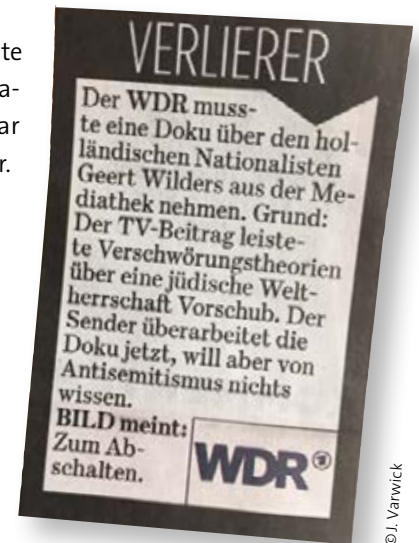 te
a-
ar
r.
VERLIERER
Der WDR muss-
te eine Doku über den hol-
ländischen Nationalisten
Geert Wilders aus der Me-
diathek nehmen. Grund:
Der TV-Beitrag leiste-
te Verschwörungstheorien
über eine jüdische Welt-
herrschaft Vorschub. Der
Sender überarbeitet die
Doku jetzt, will aber von
Antisemitismus nichts
wissen.
BILD meint:
Zum Ab-
schalten.
WDR
© J. Varwick